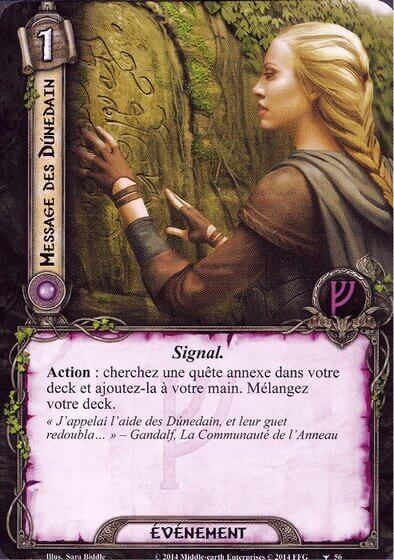 1
MESSAGE DES DÚNEDAIN
Signal.
Action : cherchez une quête annexe dans votre
deck et ajoutez-la à votre main. Mélangez
votre deck.
« J'appelai l'aide des Dúnedain, et leur guet
redoubla… » – Gandalf, La Communauté de l'Anneau
ÉVÉNEMENT
Illus. Sara Biddle © 2014 Middle-earth Enterprises © 2014 FFG 56